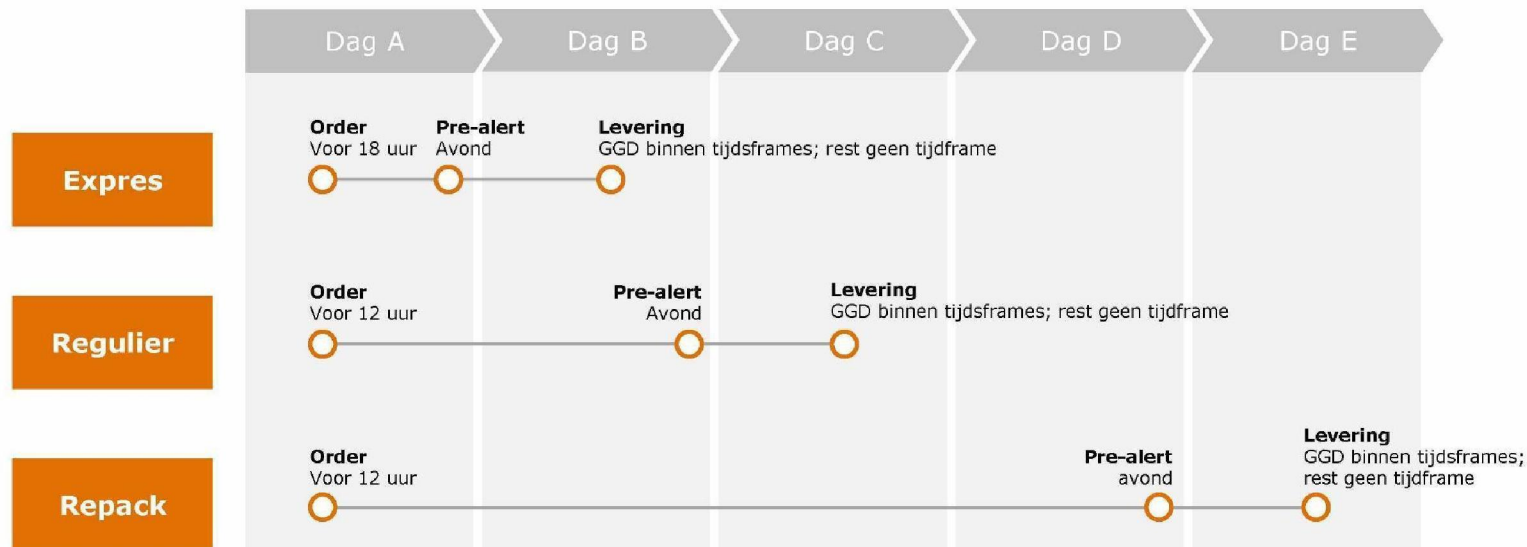 Dag A
Dag B
Dag C
Dag D
Dag E
Expres
Order
Voor 18 uur
Pre-alert
Avond
Levering
GGD binnen tijdsframes; rest geen tijdframe
Regulier
Order
Voor 12 uur
Pre-alert
Avond
Levering
GGD binnen tijdsframes; rest geen tijdframe
Repack
Order
Voor 12 uur
Pre-alert
avond
Levering
GGD binnen tijdsframes;
rest geen tijdframe